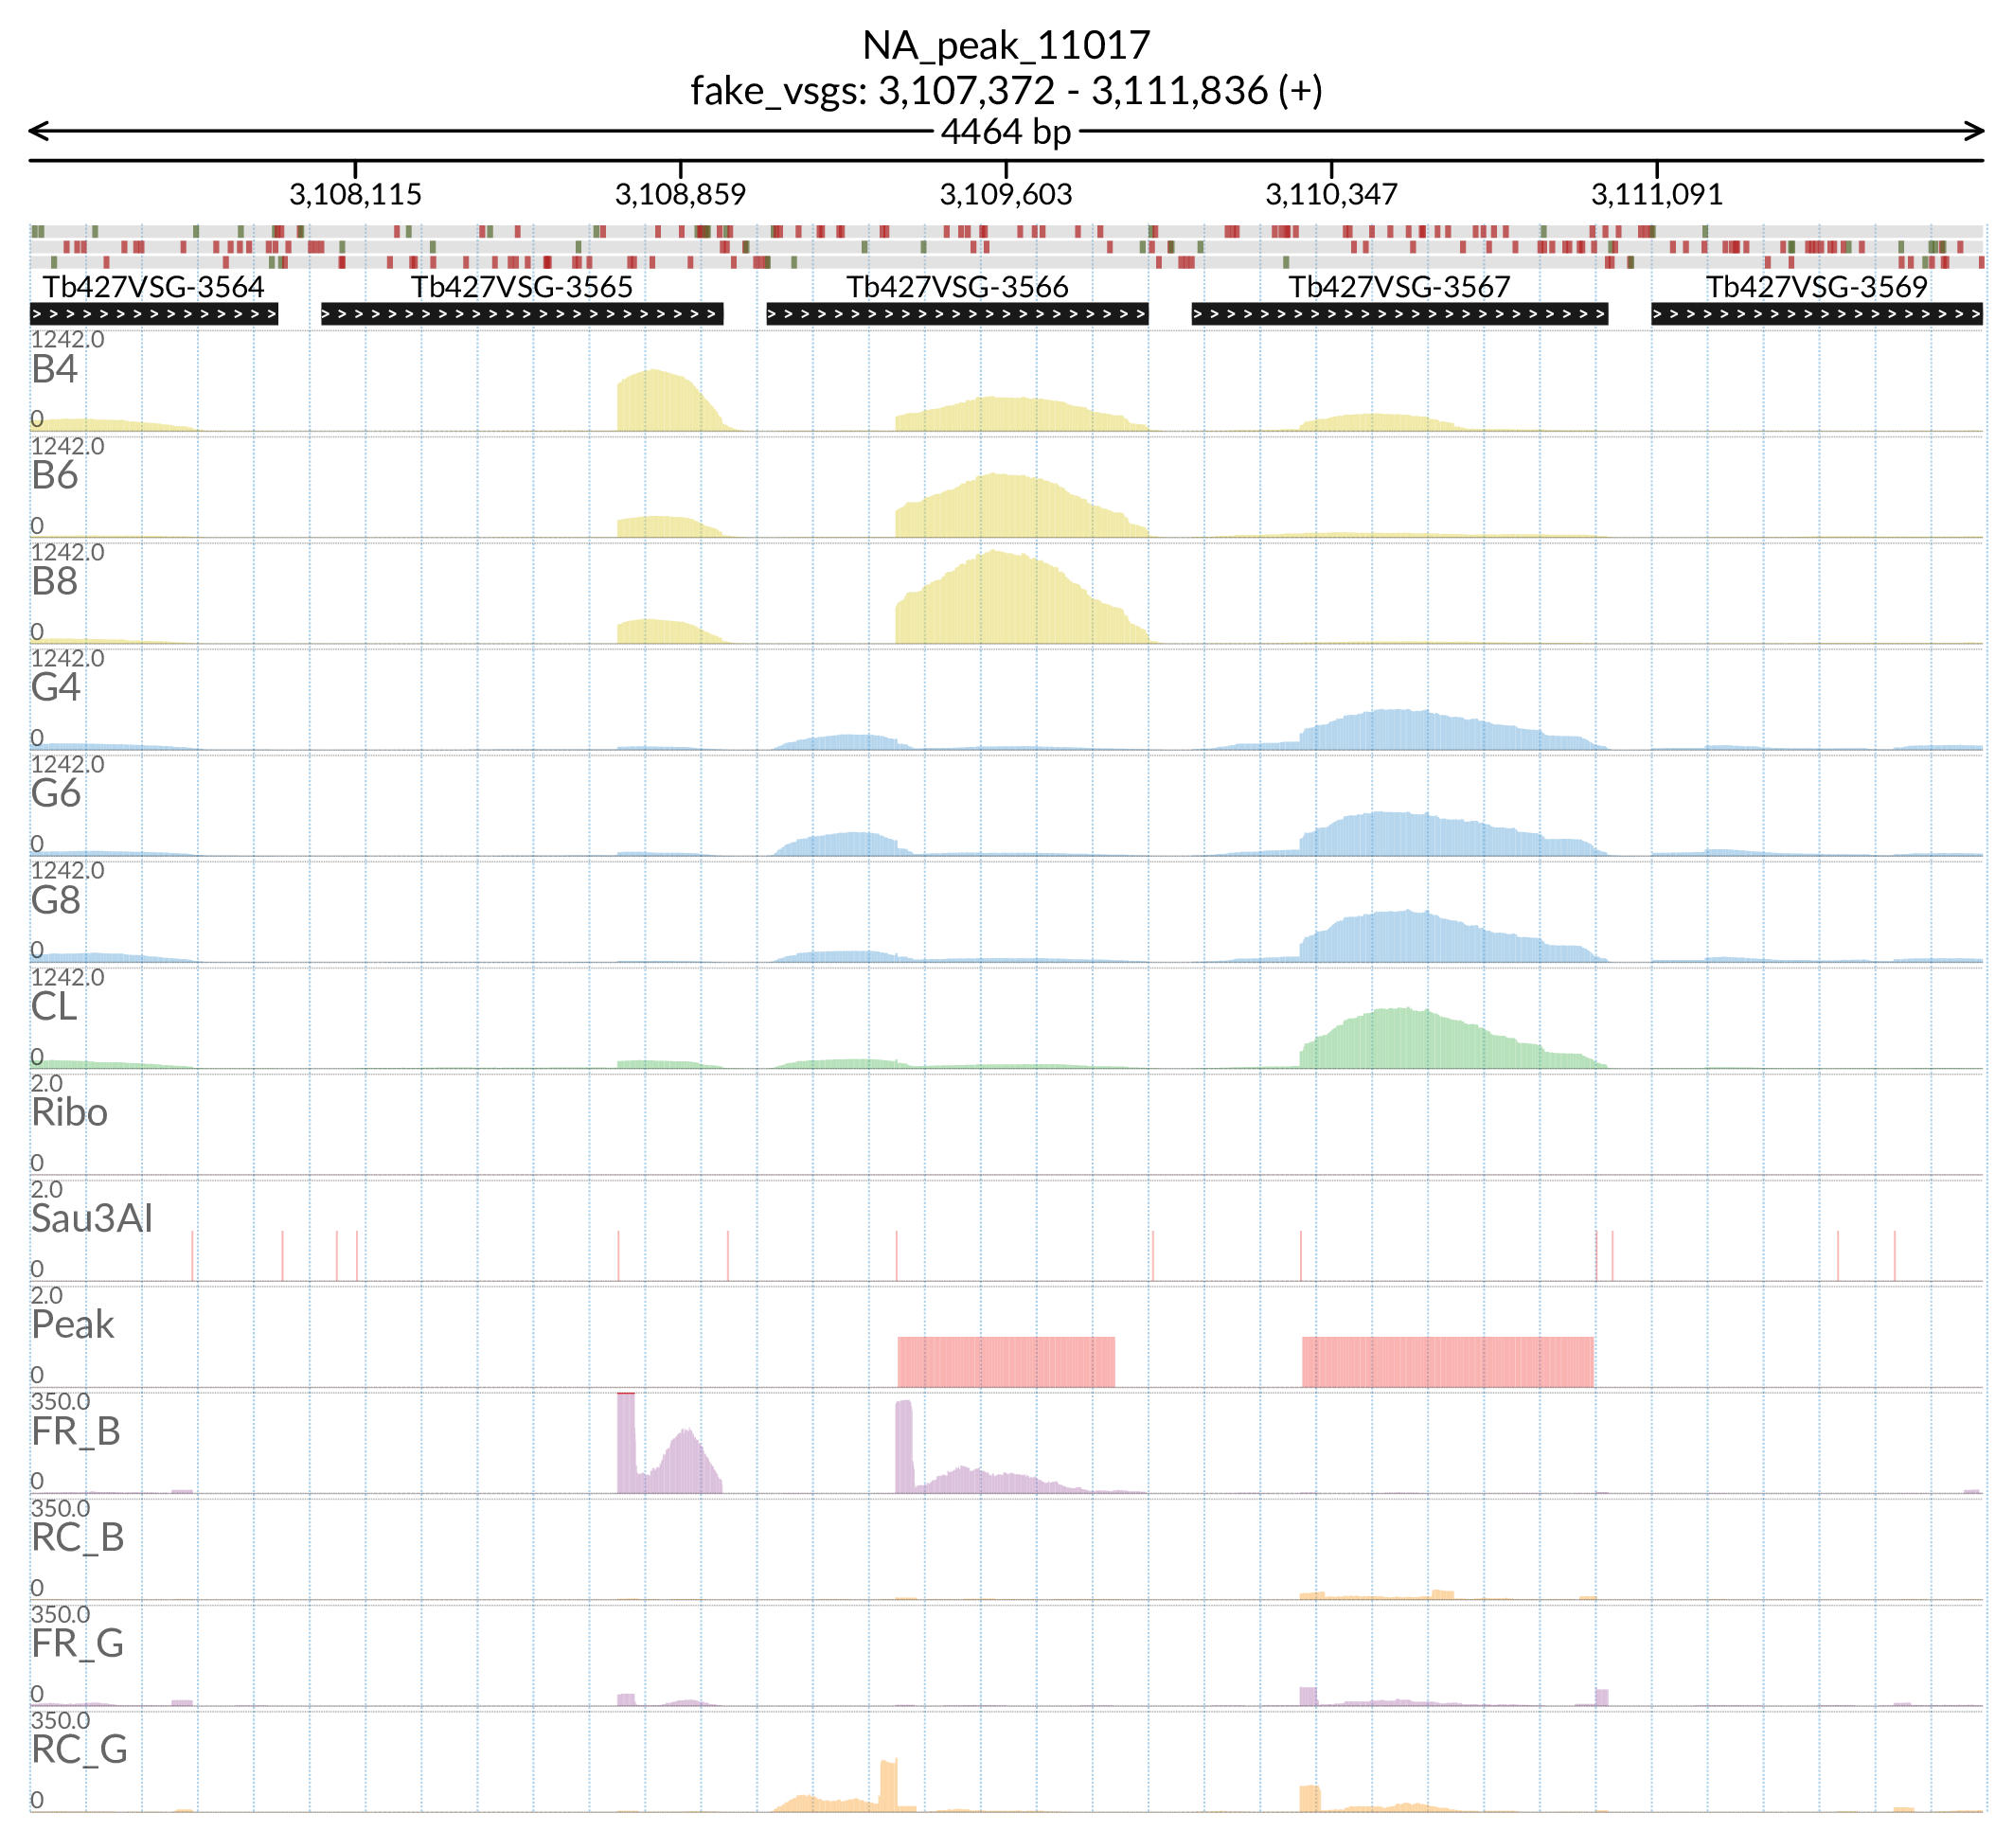 NA_peak_11017
fake_vsgs: 3,107,372 - 3,111,836 (+)
4464 bp
3,108,115 3,108,859 3,109,603 3,110,347 3,111,091
Tb427VSG-3564 Tb427VSG-3565 Tb427VSG-3566 Tb427VSG-3567 Tb427VSG-3569
1242.0
B4
0
1242.0
B6
0
1242.0
B8
0
1242.0
G4
0
1242.0
G6
0
1242.0
G8
0
1242.0
CL
0
2.0
Ribo
0
2.0
Sau3AI
0
2.0
Peak
0
350.0
FR_B
0
350.0
RC_B
0
350.0
FR_G
0
350.0
RC_G
0